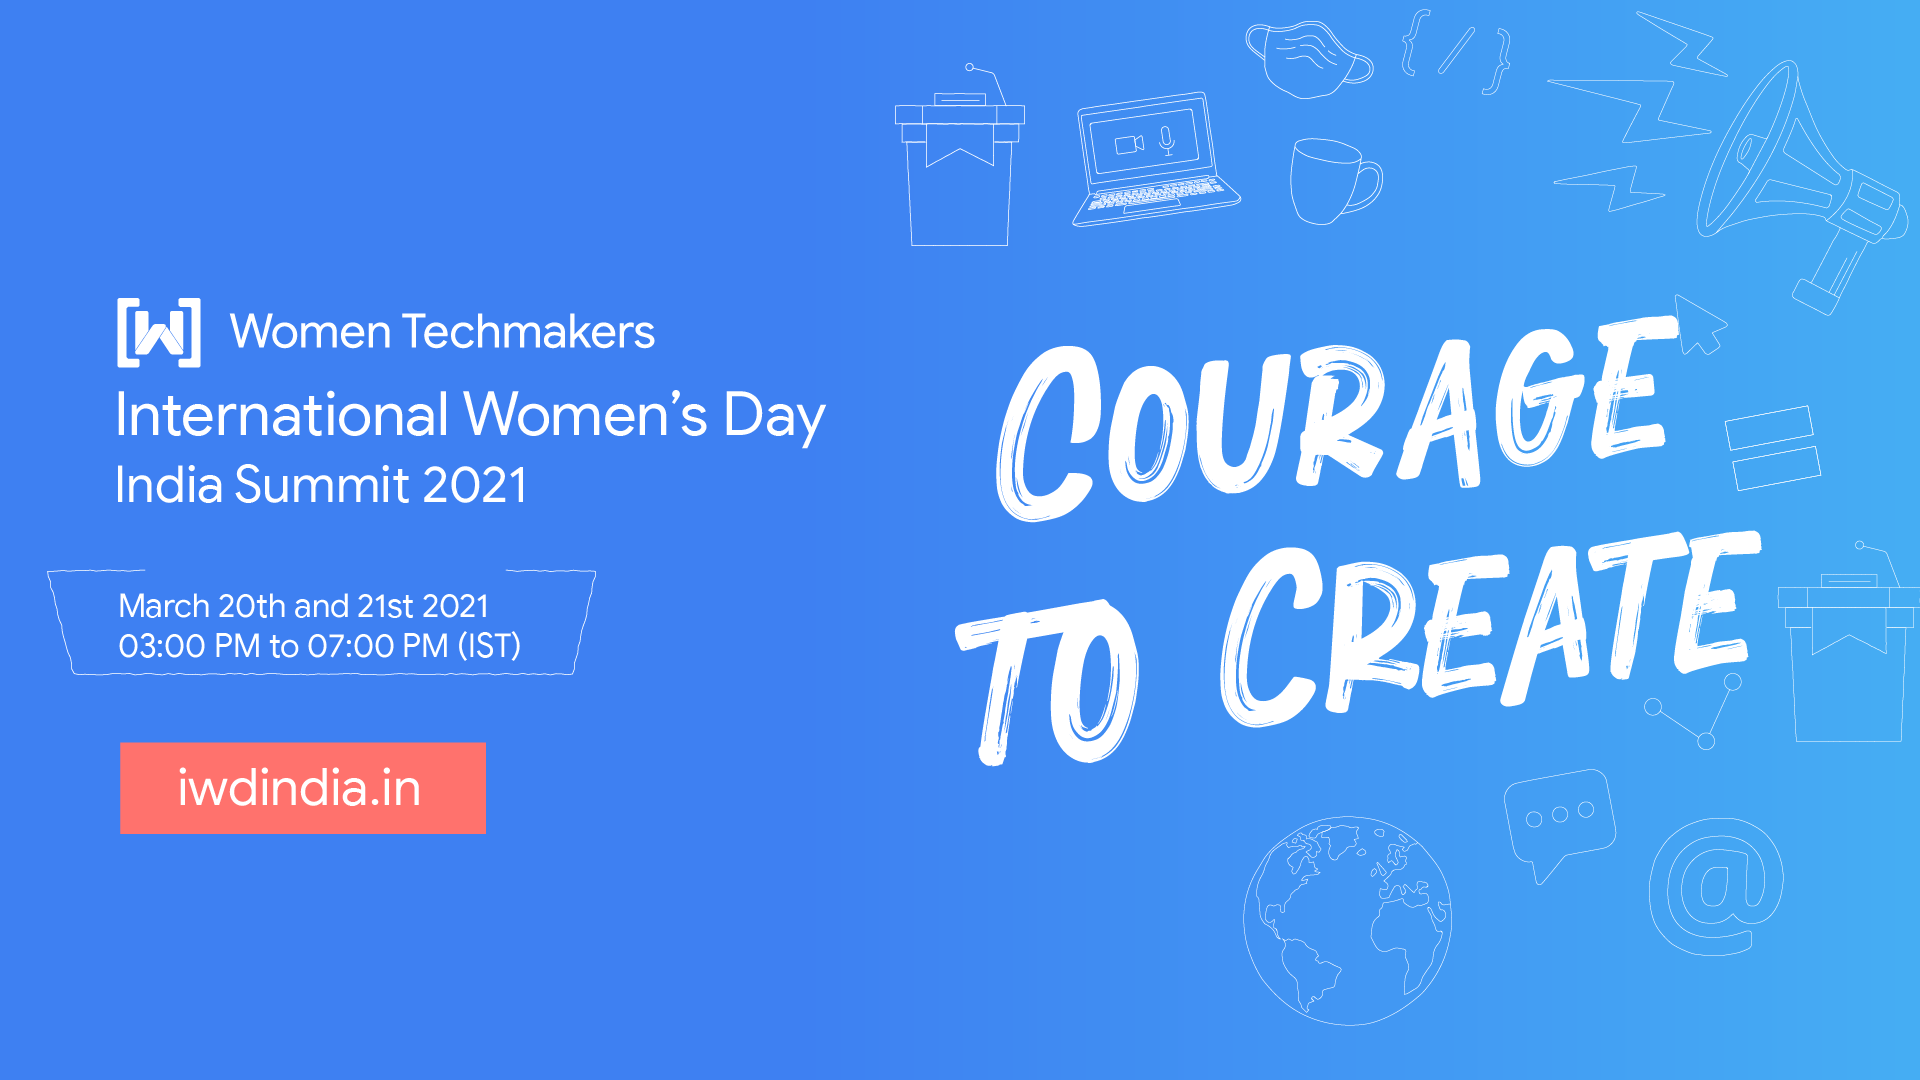 Women Techmakers
International Women’s Day
India Summit 2021
March 20th and 21st 2021
03:00 PM to 07:00 PM (IST)
iwdindia.in
{ / }
COURAGE
TO CREATE
@